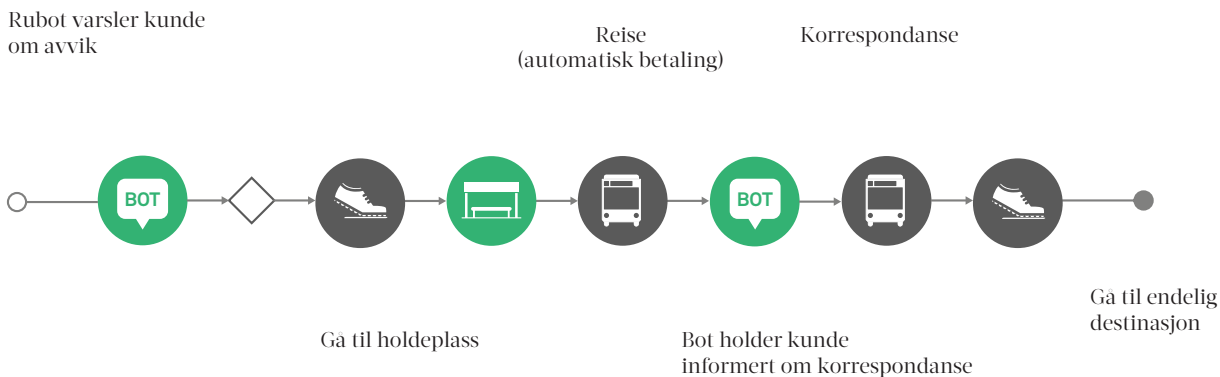 Rubot varsler kunde
om avvik
Reise
(automatisk betaling)
Korrespondanse
BOT
BOT
Gå til holdeplass
Bot holder kunde
informert om korrespondanse
Gå til endelig
destinasjon